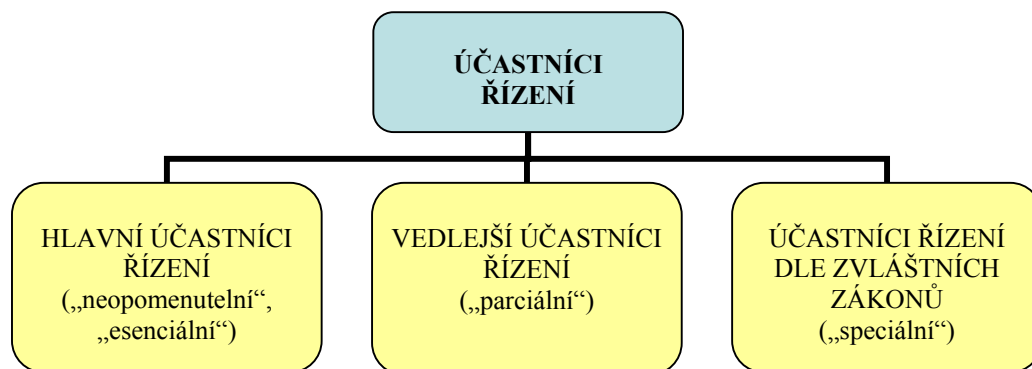 ÚČASTNÍCI
ŘÍZENÍ
HLAVNÍ ÚČASTNÍCI
ŘÍZENÍ
(„neopomenutelní“,
„esenciální“)
VEDLEJŠÍ ÚČASTNÍCI
ŘÍZENÍ
(„parciální“)
ÚČASTNÍCI ŘÍZENÍ
DLE ZVLÁŠTNÍCH
ZÁKONŮ
(„speciální“)